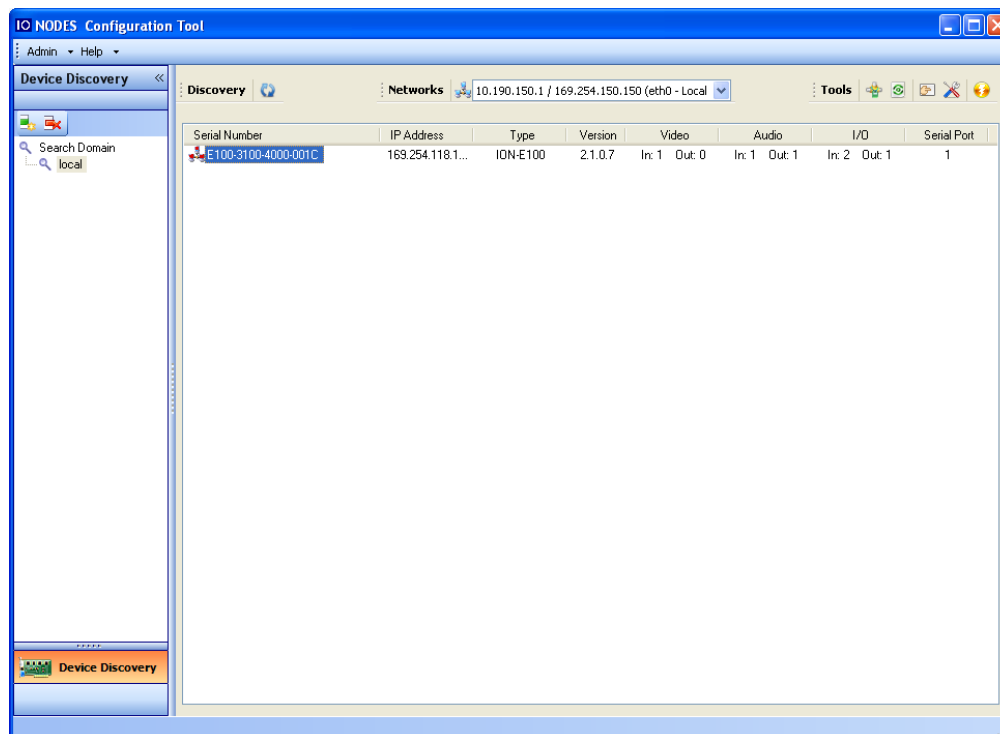 IO NODES Configuration Tool
Admin Help
Device Discovery «
Discovery Networks 10.190.150.1 / 169.254.150.150 (eth0 - Local Tools
Search Domain
local
Serial Number IP Address Type Version Video Audio I/O Serial Port
E100-3100-4000-001C 169.254.118.1... ION-E100 2.1.0.7 In: 1 Out: 0 In: 1 Out: 1 In: 2 Out: 1 1
Device Discovery